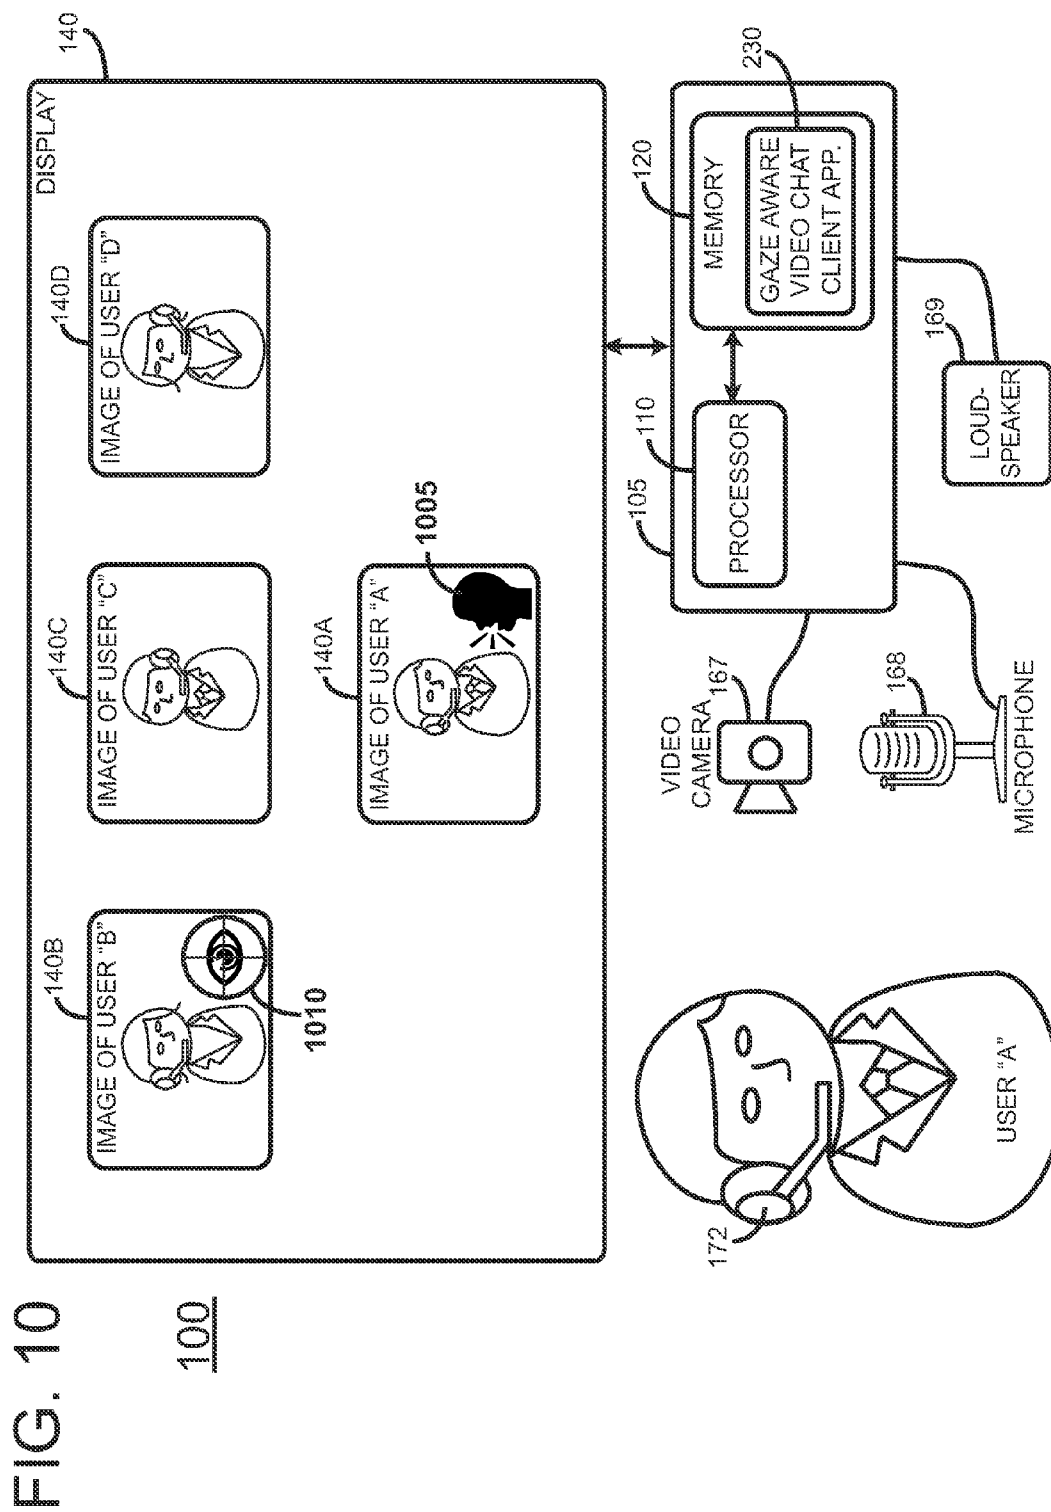 FIG. 10
100
140
DISPLAY
140B
IMAGE OF USER "B"
1010
140C
IMAGE OF USER "C"
140D
IMAGE OF USER "D"
140A
IMAGE OF USER "A"
1005
172
USER "A"
VIDEO
CAMERA
167
168
MICROPHONE
105
110
PROCESSOR
120
MEMORY
230
GAZE AWARE
VIDEO CHAT
CLIENT APP.
169
LOUD-
SPEAKER